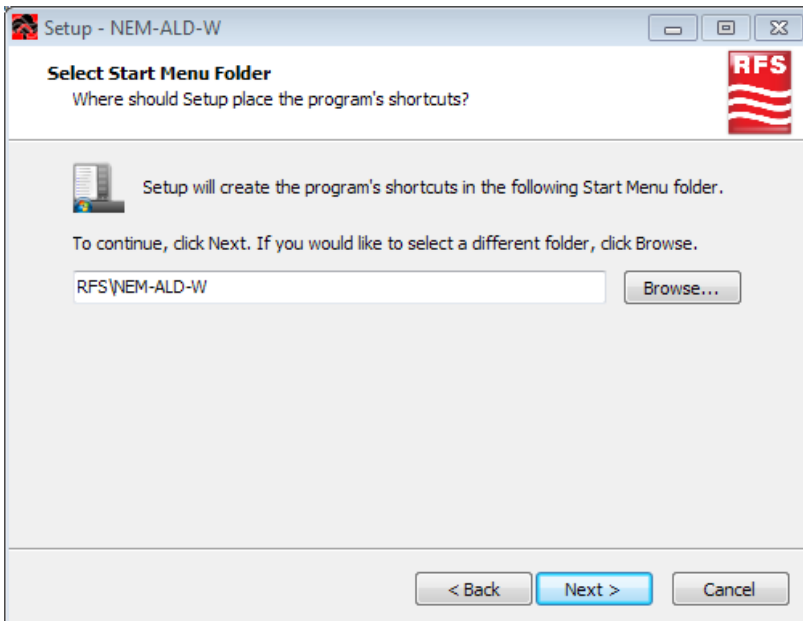 Setup - NEM-ALD-W
Select Start Menu Folder
Where should Setup place the program's shortcuts?
RFS
Setup will create the program's shortcuts in the following Start Menu folder.
To continue, click Next. If you would like to select a different folder, click Browse.
RFS\NEM-ALD-W
Browse...
< Back
Next >
Cancel